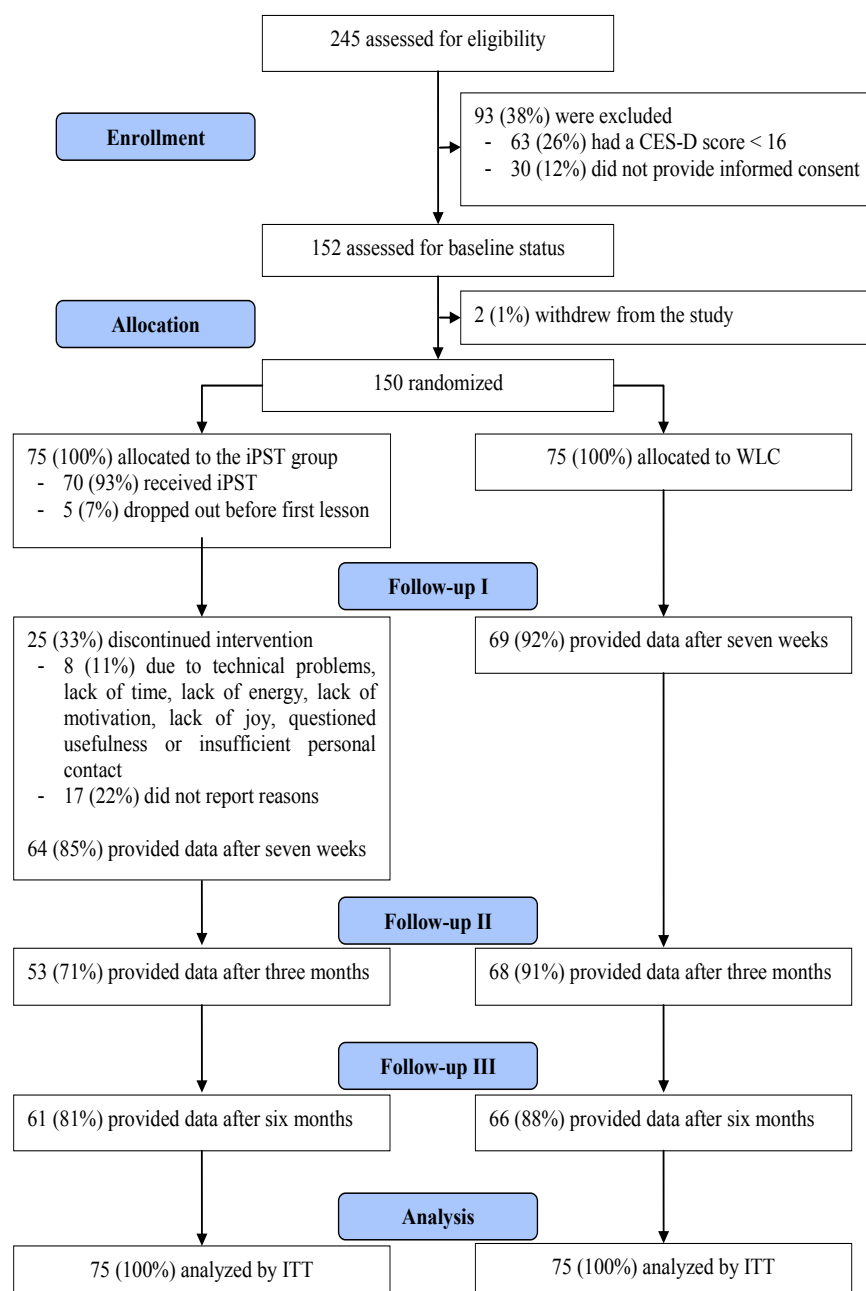 245 assessed for eligibility
Enrollment
93 (38%) were excluded
- 63 (26%) had a CES-D score < 16
- 30 (12%) did not provide informed consent
152 assessed for baseline status
Allocation
2 (1%) withdrew from the study
150 randomized
75 (100%) allocated to the iPST group
- 70 (93%) received iPST
- 5 (7%) dropped out before first lesson
75 (100%) allocated to WLC
Follow-up I
25 (33%) discontinued intervention
- 8 (11%) due to technical problems,
lack of time, lack of energy, lack of
motivation, lack of joy, questioned
usefulness or insufficient personal
contact
- 17 (22%) did not report reasons
64 (85%) provided data after seven weeks
69 (92%) provided data after seven weeks
Follow-up II
53 (71%) provided data after three months
68 (91%) provided data after three months
Follow-up III
61 (81%) provided data after six months
66 (88%) provided data after six months
Analysis
75 (100%) analyzed by ITT
75 (100%) analyzed by ITT